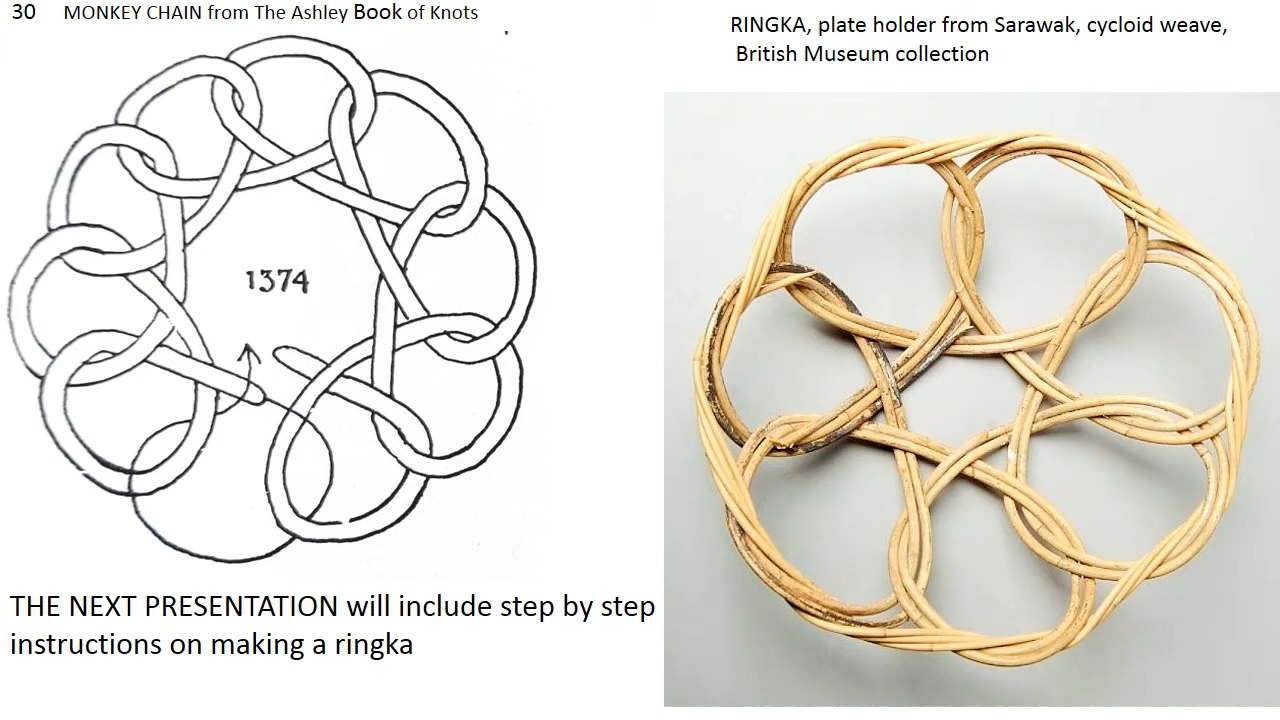 30 MONKEY CHAIN from The Ashley Book of Knots
RINGKA, plate holder from Sarawak, cycloid weave,
British Museum collection
1374
THE NEXT PRESENTATION will include step by step
instructions on making a ringka